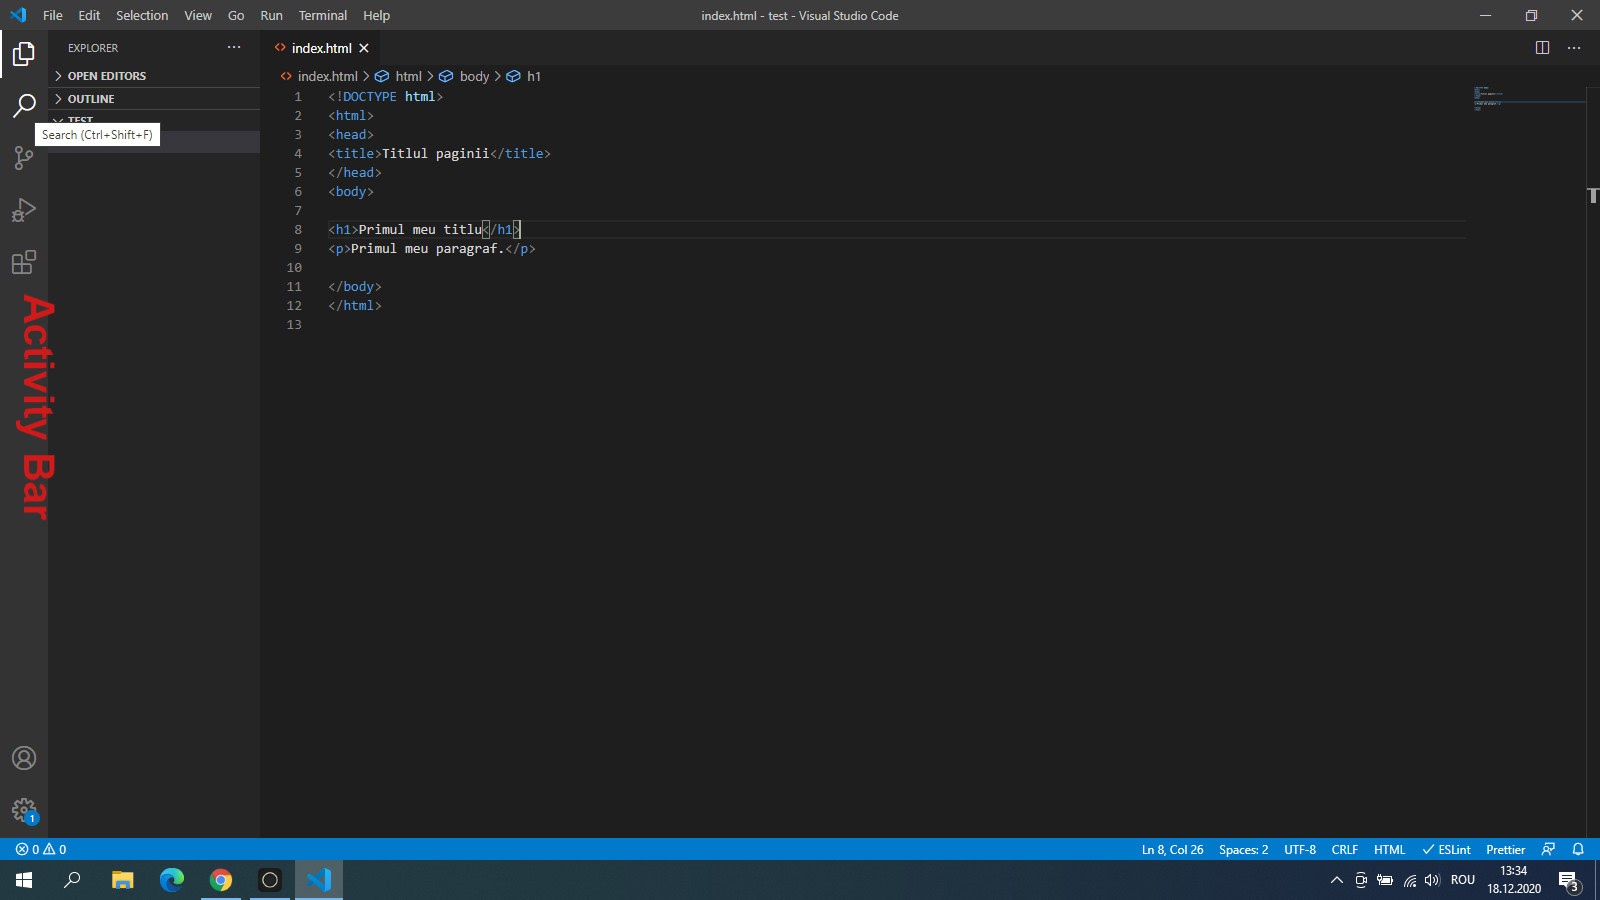 File Edit Selection View Go Run Terminal Help
index.html - test - Visual Studio Code
EXPLORER
index.html
OPEN EDITORS
index.html > html > body > h1
OUTLINE
TEST
Search (Ctrl+Shift+F)
1 <!DOCTYPE html>
2 <html>
3 <head>
4 <title>Titlul paginii</title>
5 </head>
6 <body>
7
8 <h1>Primul meu titlu</h1>
9 <p>Primul meu paragraf.</p>
10
11 </body>
12 </html>
13
Activity Bar
1
0 0
Ln 8, Col 26 Spaces: 2 UTF-8 CRLF HTML ESLint Prettier
ROU
13:34
18.12.2020
3